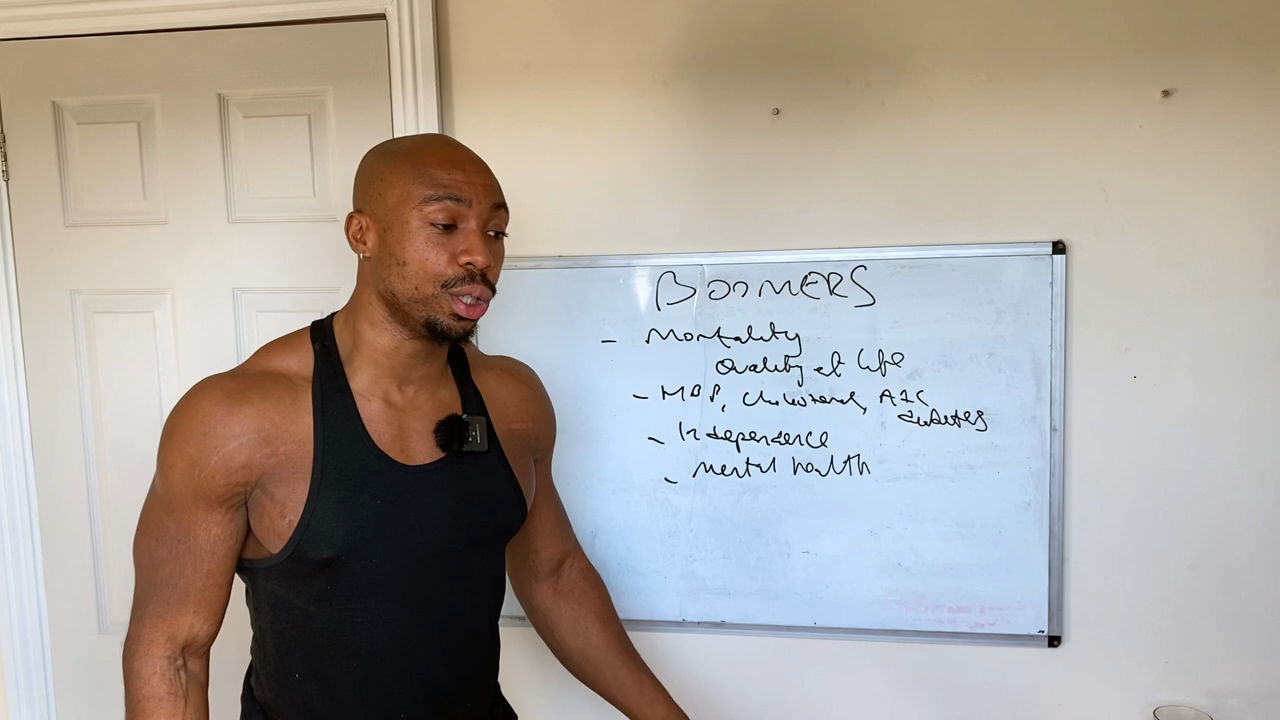 BOOMERS
- Mortality
Quality of life
- MBP, cholesterol, A1C
diabetes
- Independence
- mental health